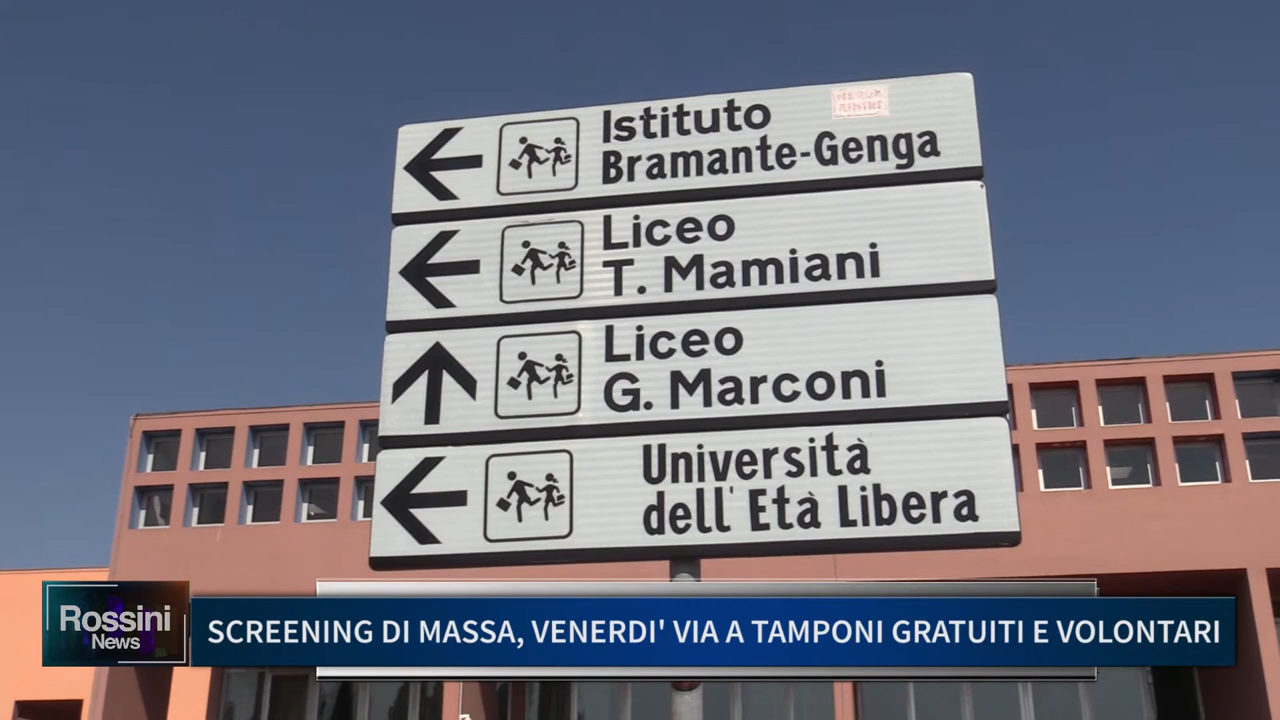 Istituto
Bramante-Genga
Liceo
T. Mamiani
Liceo
G. Marconi
Università
dell'Età Libera
Rossini
News
SCREENING DI MASSA, VENERDI' VIA A TAMPONI GRATUITI E VOLONTARI